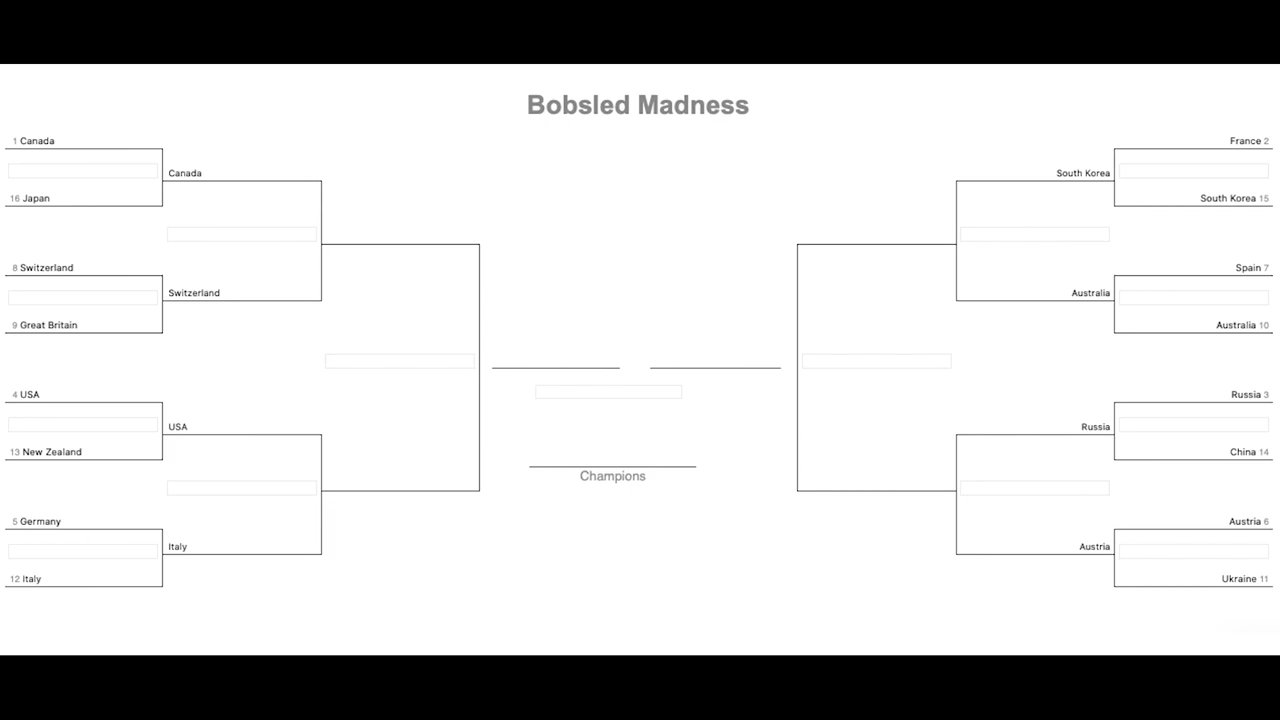 Bobsled Madness
1 Canada
16 Japan
8 Switzerland
9 Great Britain
4 USA
13 New Zealand
5 Germany
12 Italy
Canada
Switzerland
USA
Italy
Champions
South Korea
Australia
Russia
Austria
France 2
South Korea 15
Spain 7
Australia 10
Russia 3
China 14
Austria 6
Ukraine 11